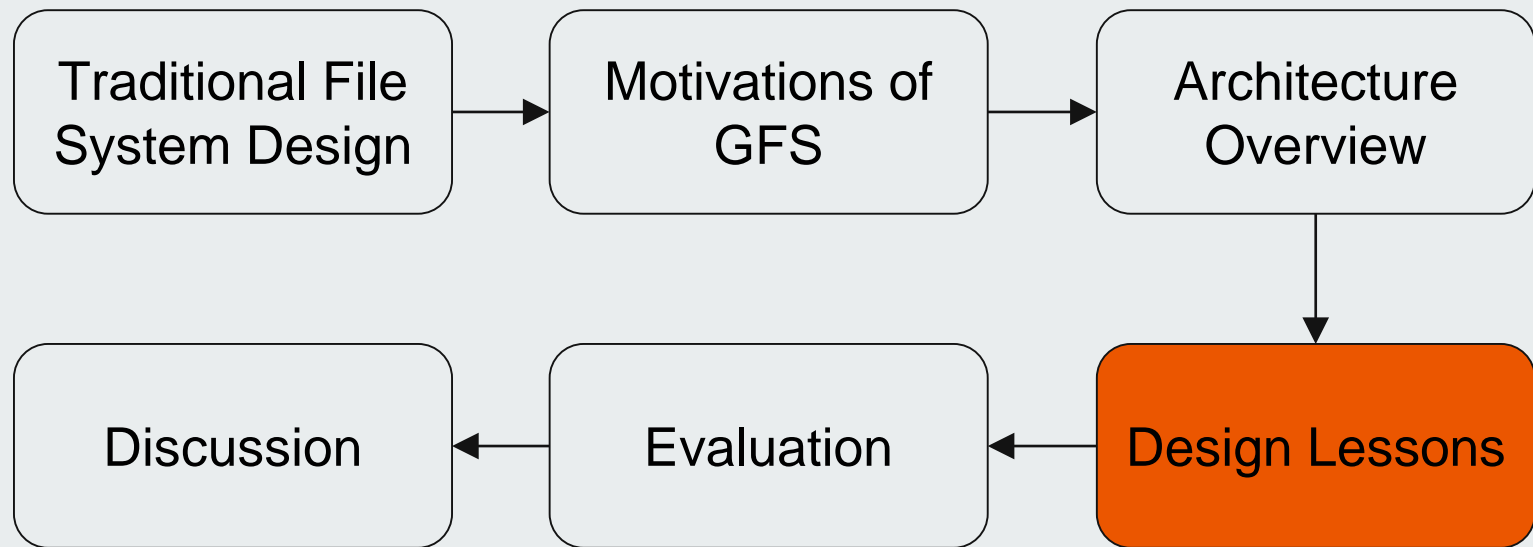 Traditional File
System Design
Motivations of
GFS
Architecture
Overview
Design Lessons
Evaluation
Discussion